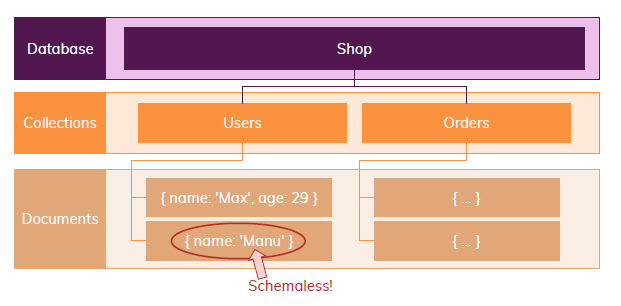 Database
Shop
Collections
Users
Orders
Documents
{ name: 'Max', age: 29 }
{ ... }
{ name: 'Manu' }
{ ... }
Schemaless!